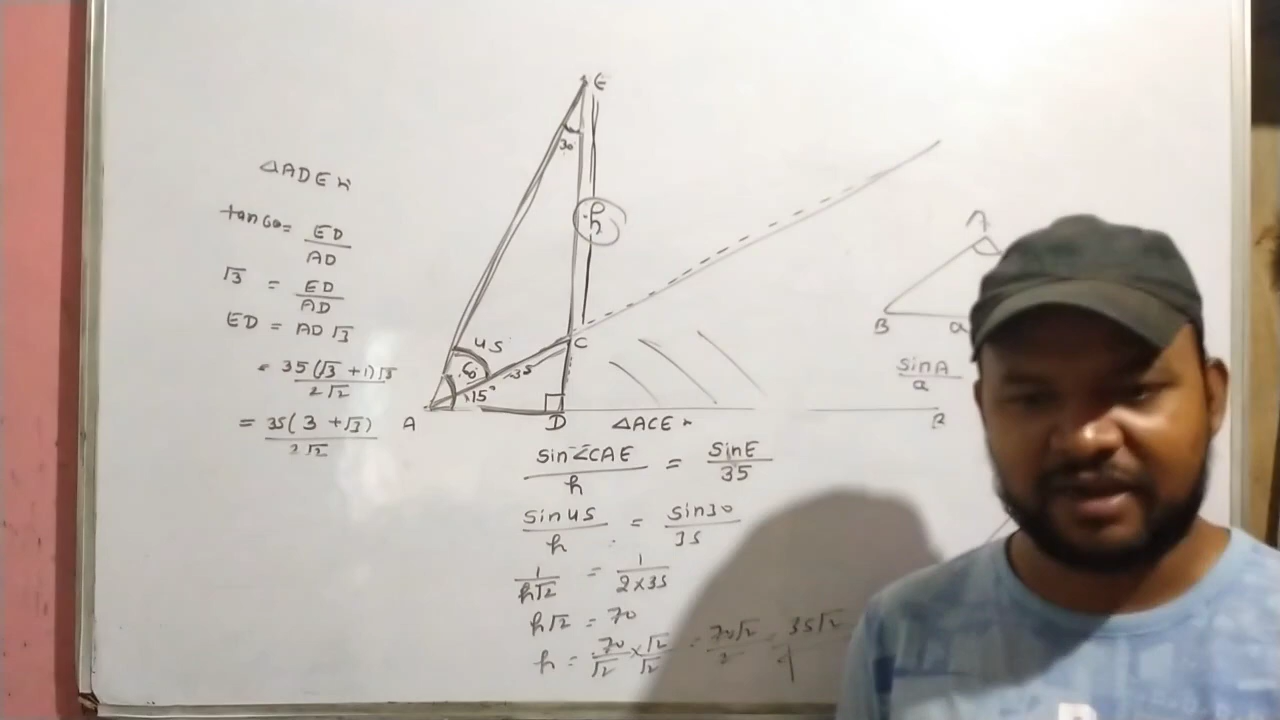 △ADE
tan60 = ED/AD
√3 = ED/AD
ED = AD√3
= 35(√3 + 1)√3 / 2√2
= 35(3 + √3) / 2√2
E
30
h
45
60
15°
35
C
A
D
B
A
B
a
sinA / a
△ACE
sin∠CAE / h = sinE / 35
sin45 / h = sin30 / 35
1 / h√2 = 1 / 2×35
h√2 = 70
h = 70/√2 × √2/√2 = 70√2 / 2 = 35√2